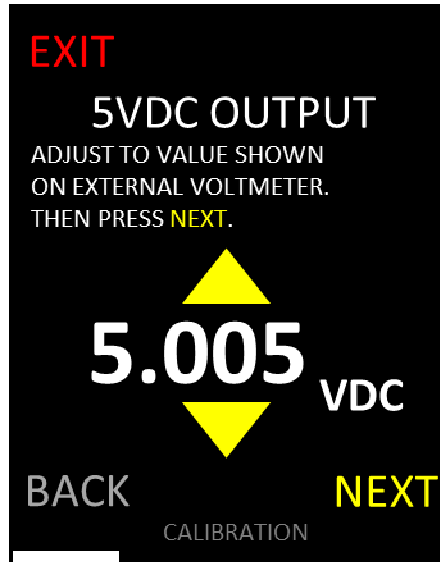 EXIT
5VDC OUTPUT
ADJUST TO VALUE SHOWN
ON EXTERNAL VOLTMETER.
THEN PRESS NEXT.
5.005 VDC
BACK NEXT
CALIBRATION